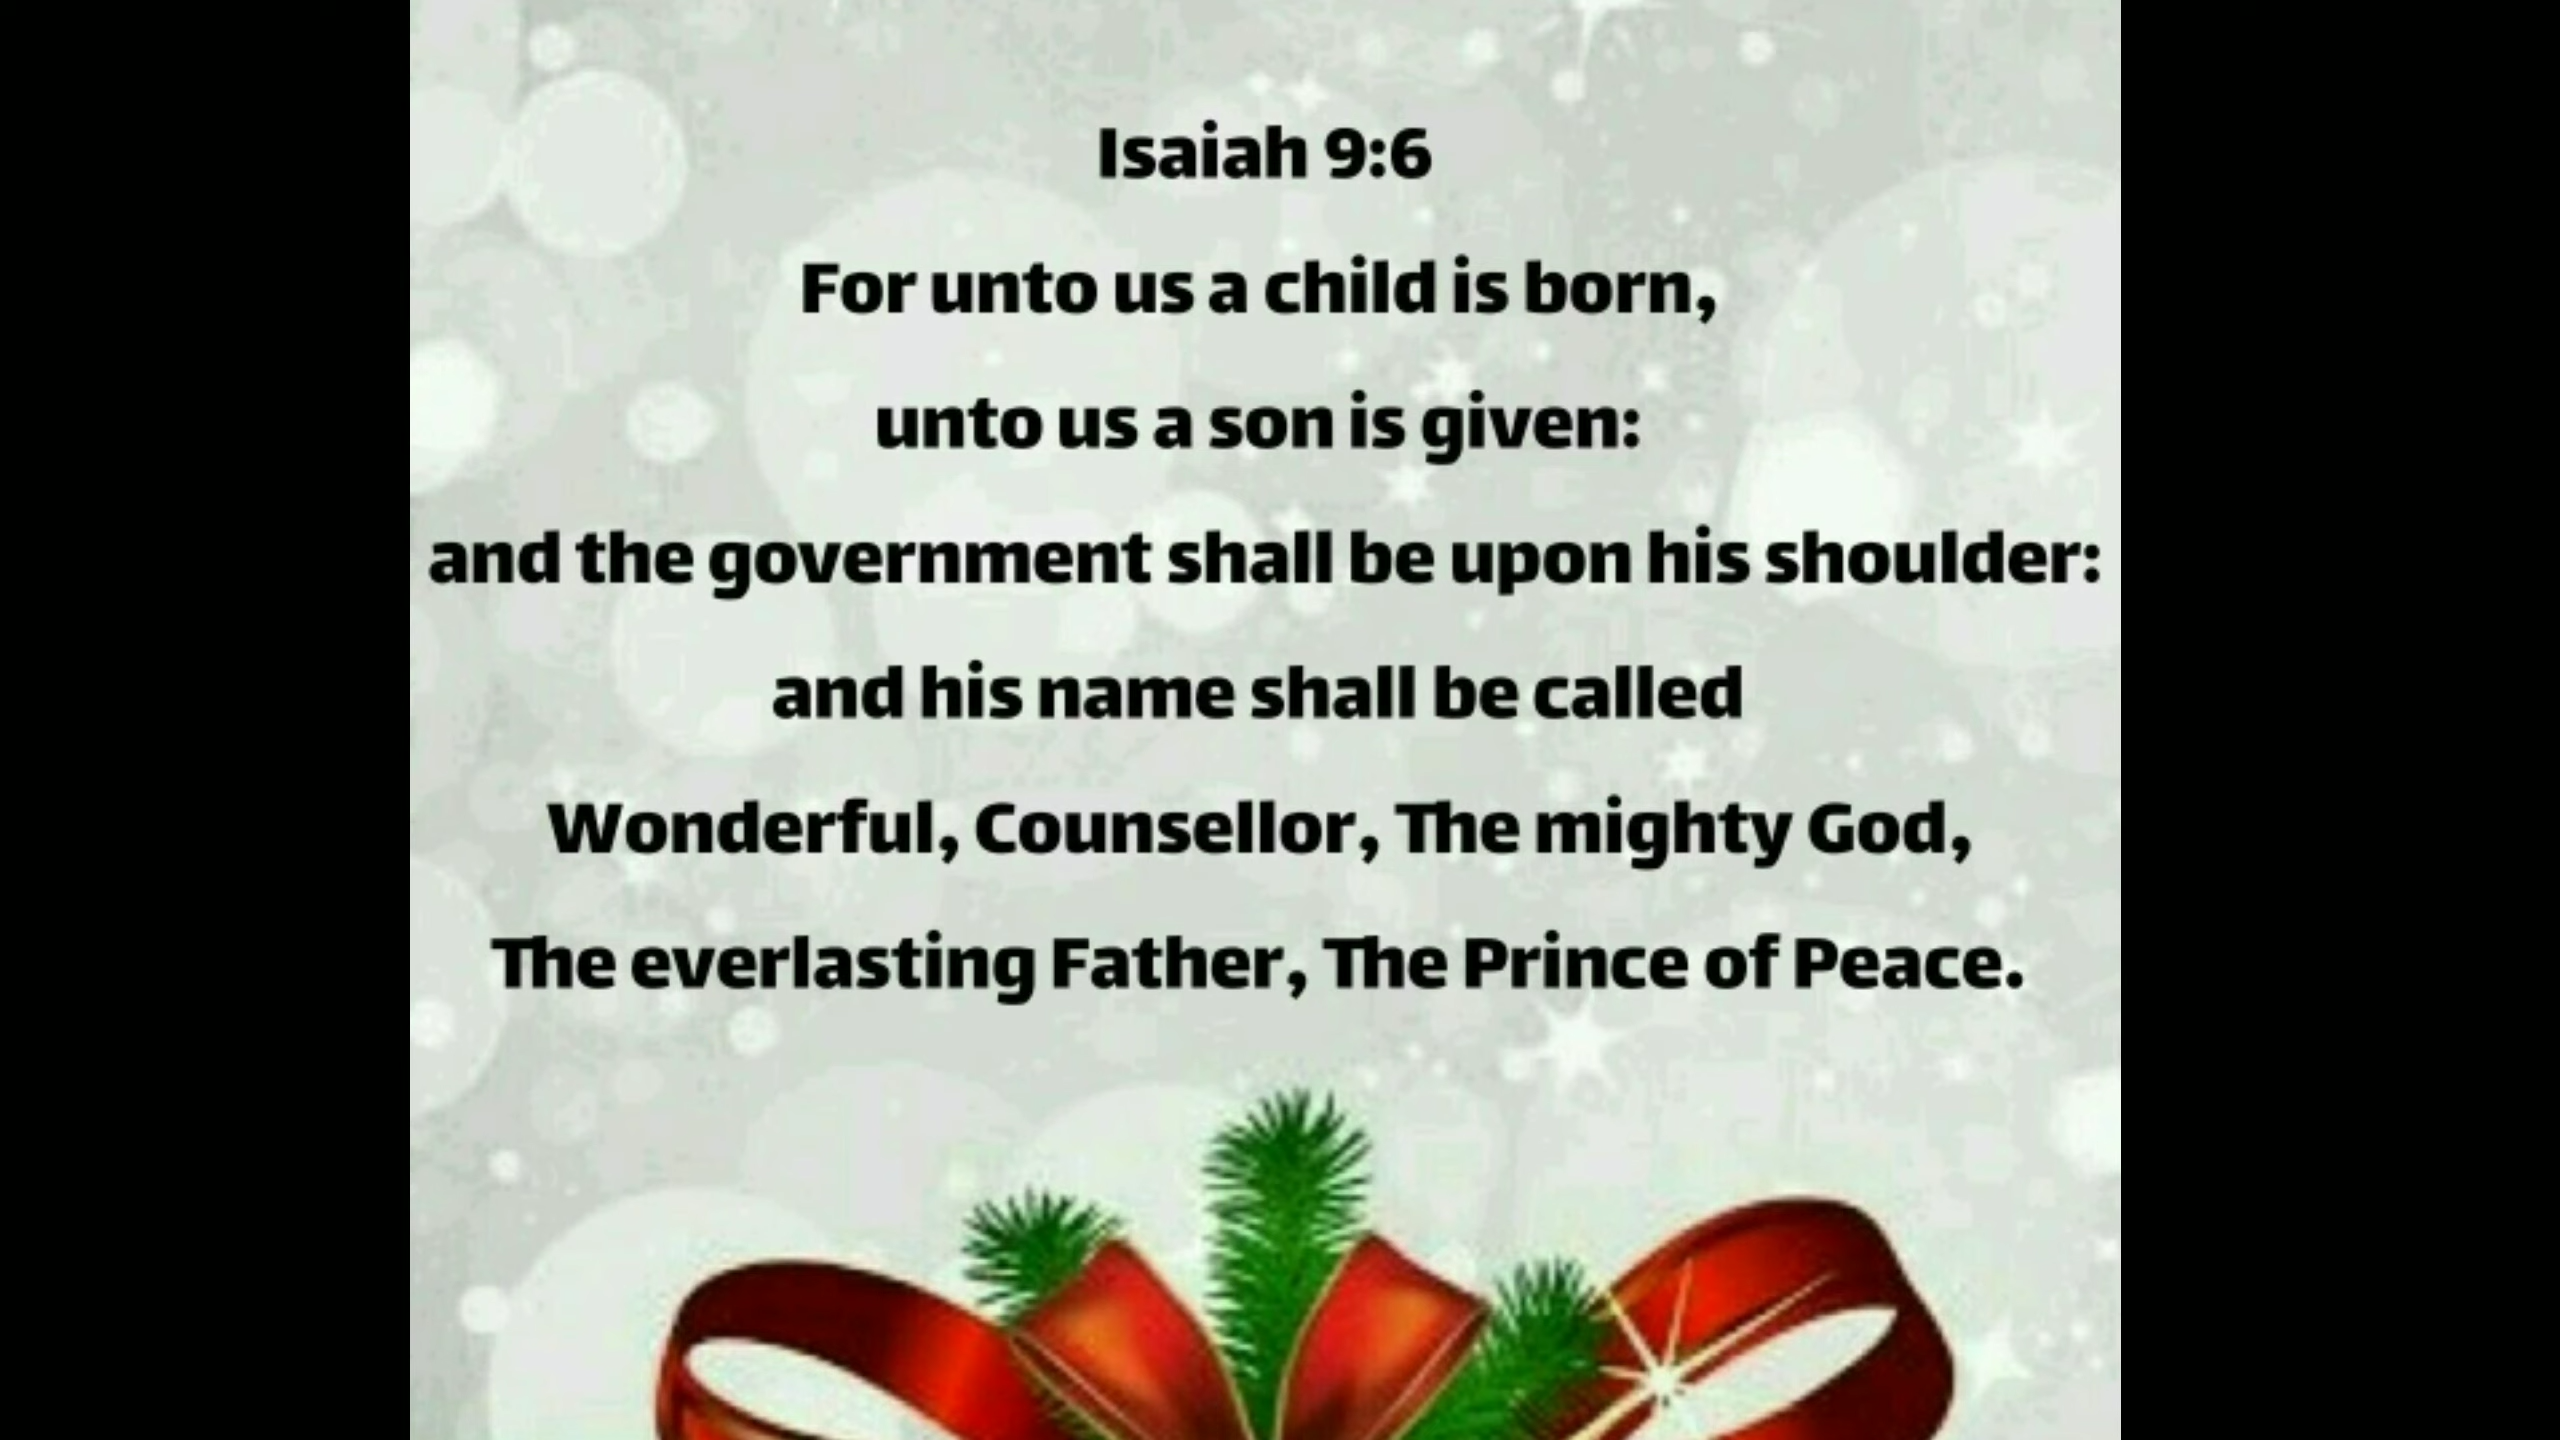 Isaiah 9:6
For unto us a child is born,
unto us a son is given:
and the government shall be upon his shoulder:
and his name shall be called
Wonderful, Counsellor, The mighty God,
The everlasting Father, The Prince of Peace.